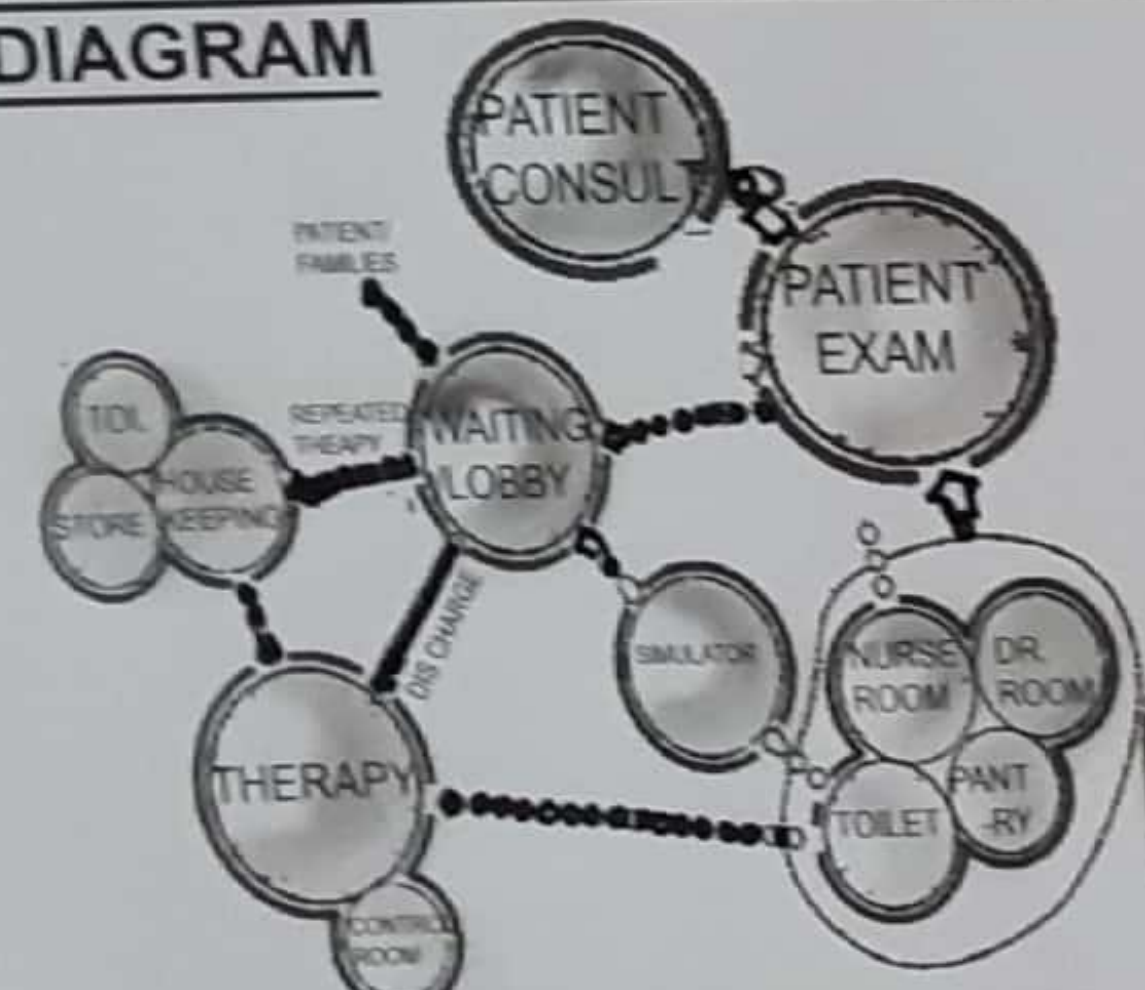 DIAGRAM
PATIENT
CONSULT
PATIENT
FAMILIES
PATIENT
EXAM
REPEATED
THEAPY
WAITING
/LOBBY
TOI.
HOUSE
KEEPING
STORE
DIS CHARGE
SIMULATOR
NURSE
ROOM
DR.
ROOM
THERAPY
TOILET
PANT
-RY
CONTROL
ROOM